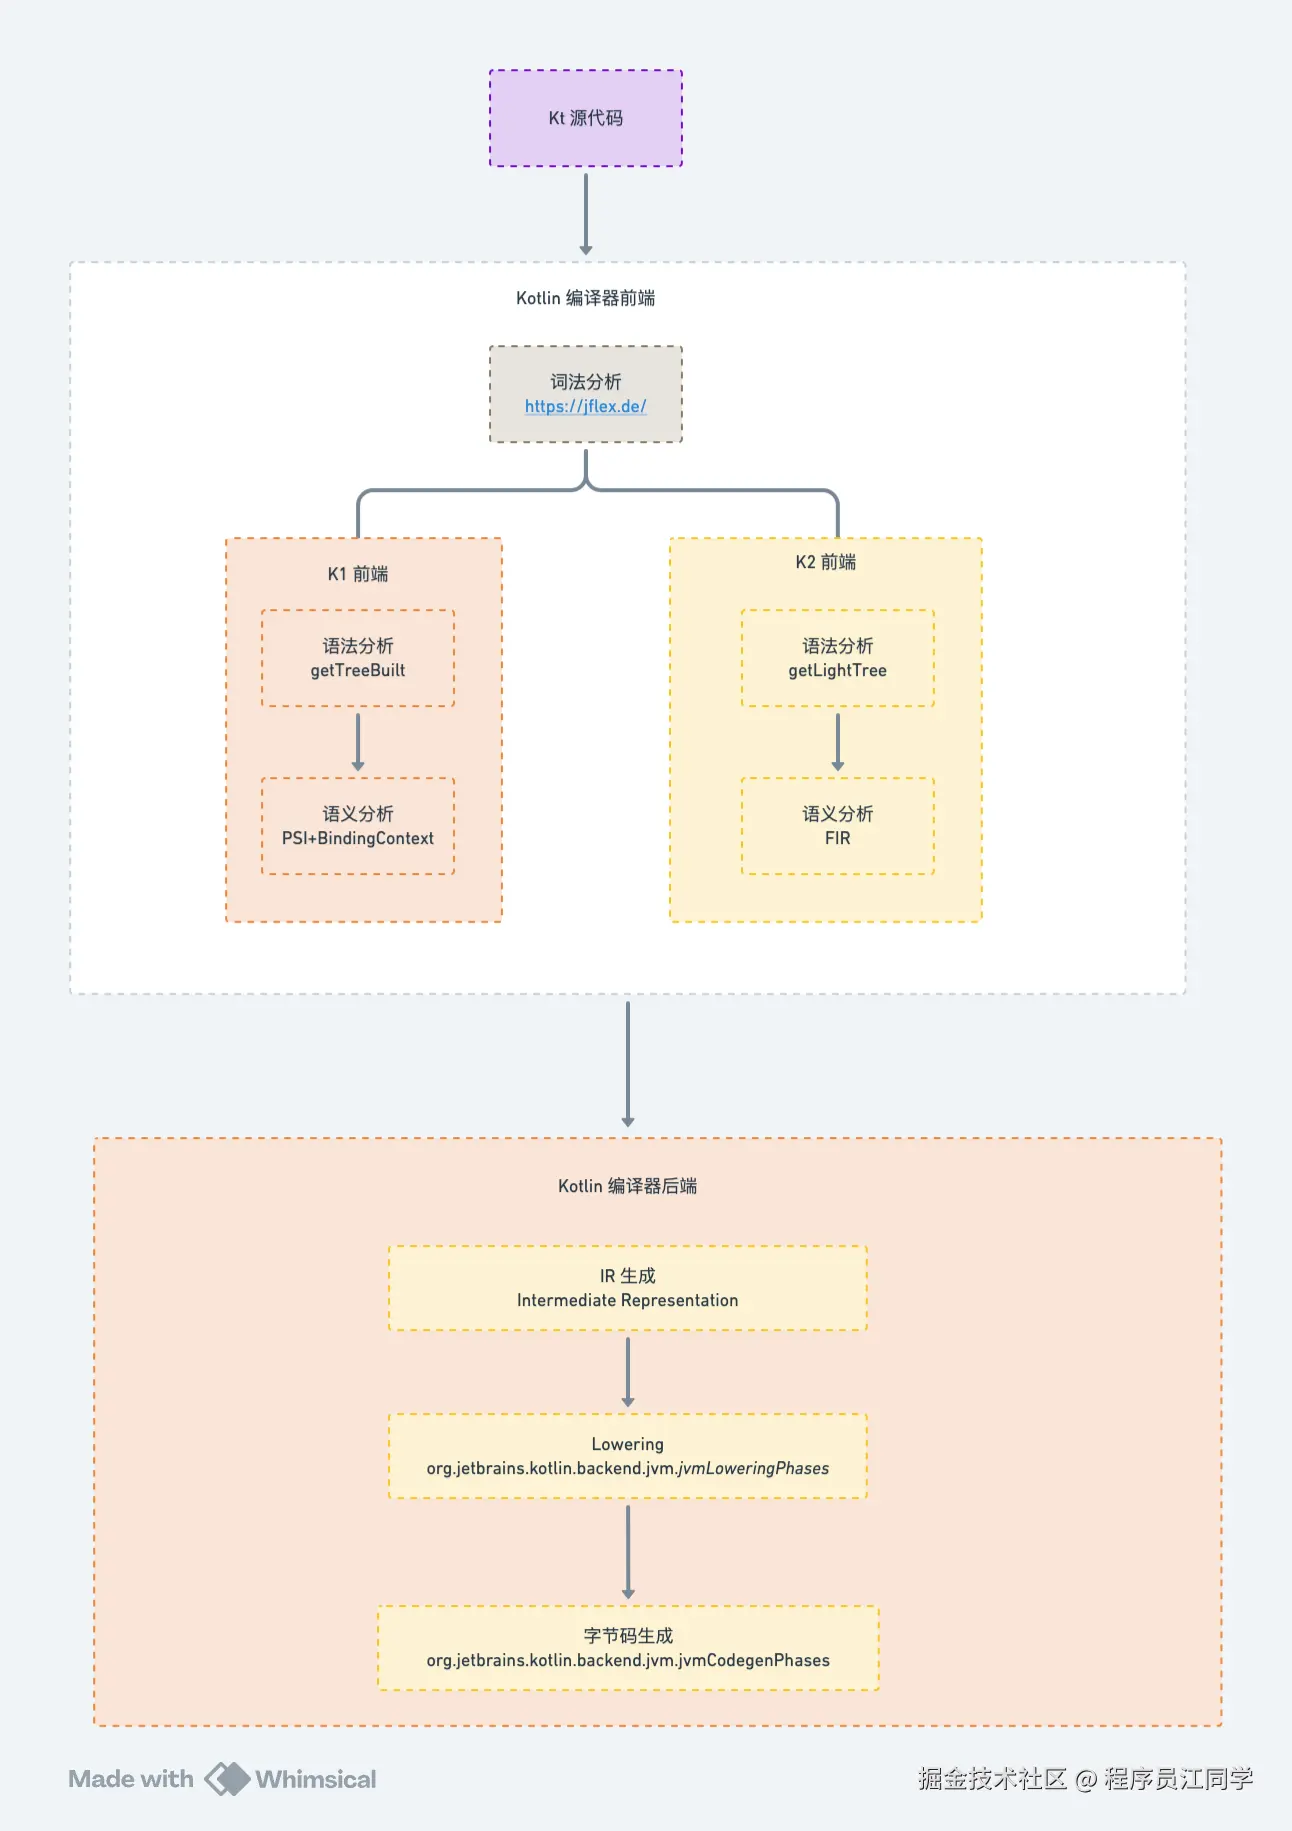 Kt 源代码
Kotlin 编译器前端
词法分析
https://jflex.de/
K1 前端
语法分析
getTreeBuilt
语义分析
PSI+BindingContext
K2 前端
语法分析
getLightTree
语义分析
FIR
Kotlin 编译器后端
IR 生成
Intermediate Representation
Lowering
org.jetbrains.kotlin.backend.jvm.jvmLoweringPhases
字节码生成
org.jetbrains.kotlin.backend.jvm.jvmCodegenPhases
Made with Whimsical
掘金技术社区 @ 程序员江同学